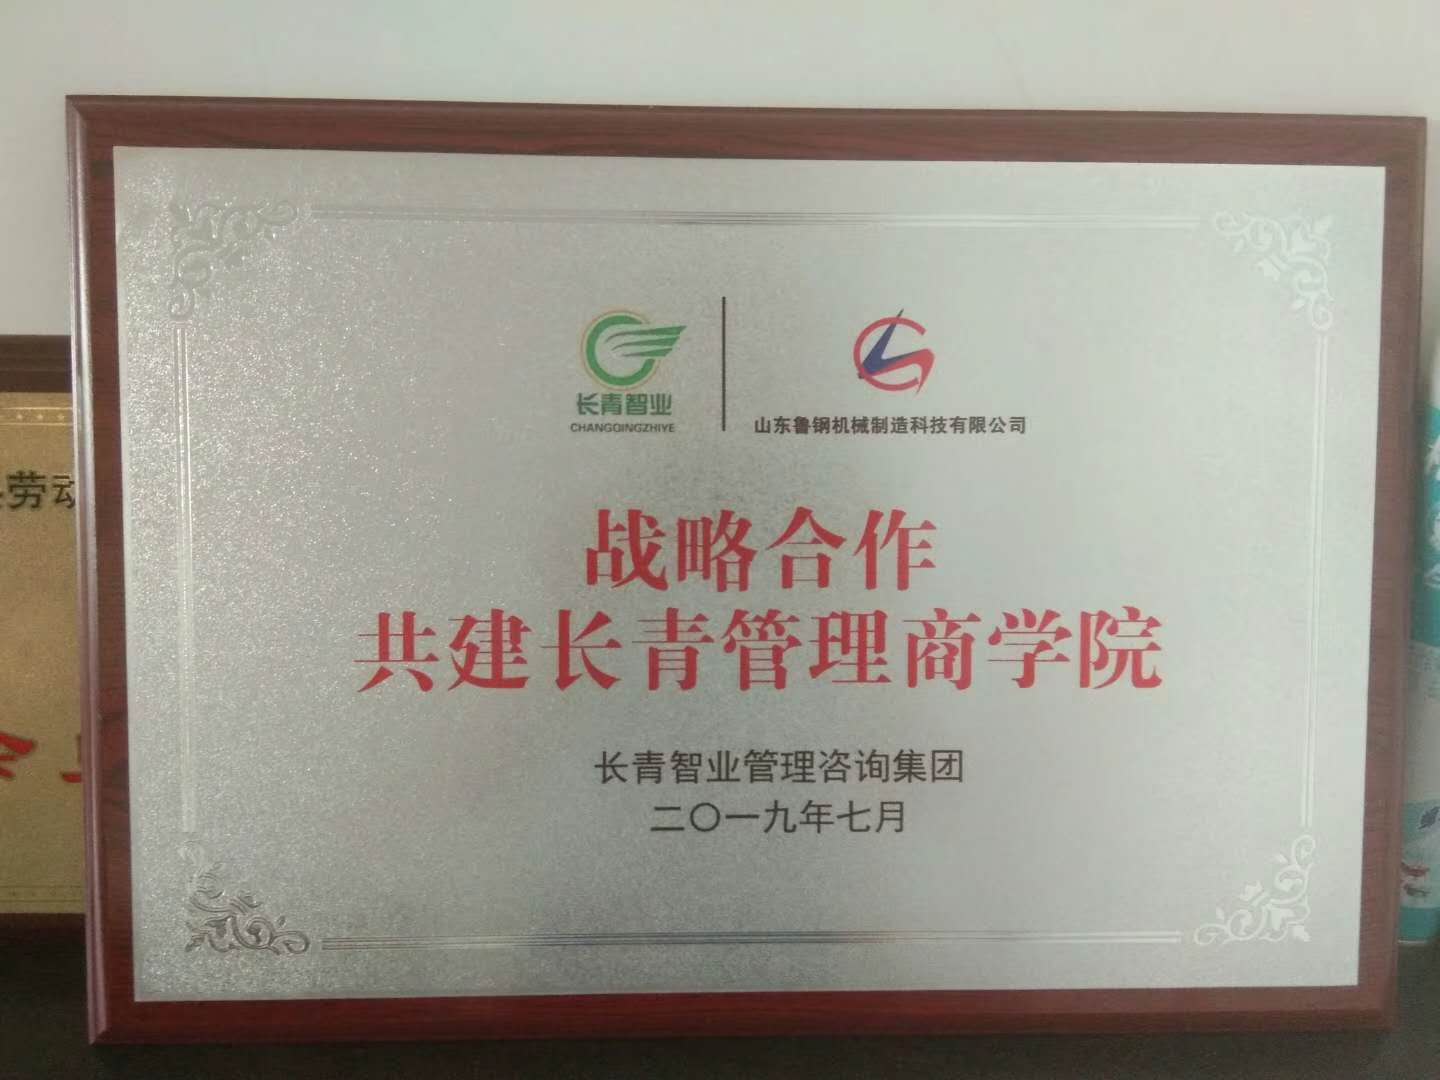 长青智业
CHANGQINGZHIYE
山东鲁钢机械制造科技有限公司
战略合作
共建长青管理商学院
长青智业管理咨询集团
二〇一九年七月
劳动